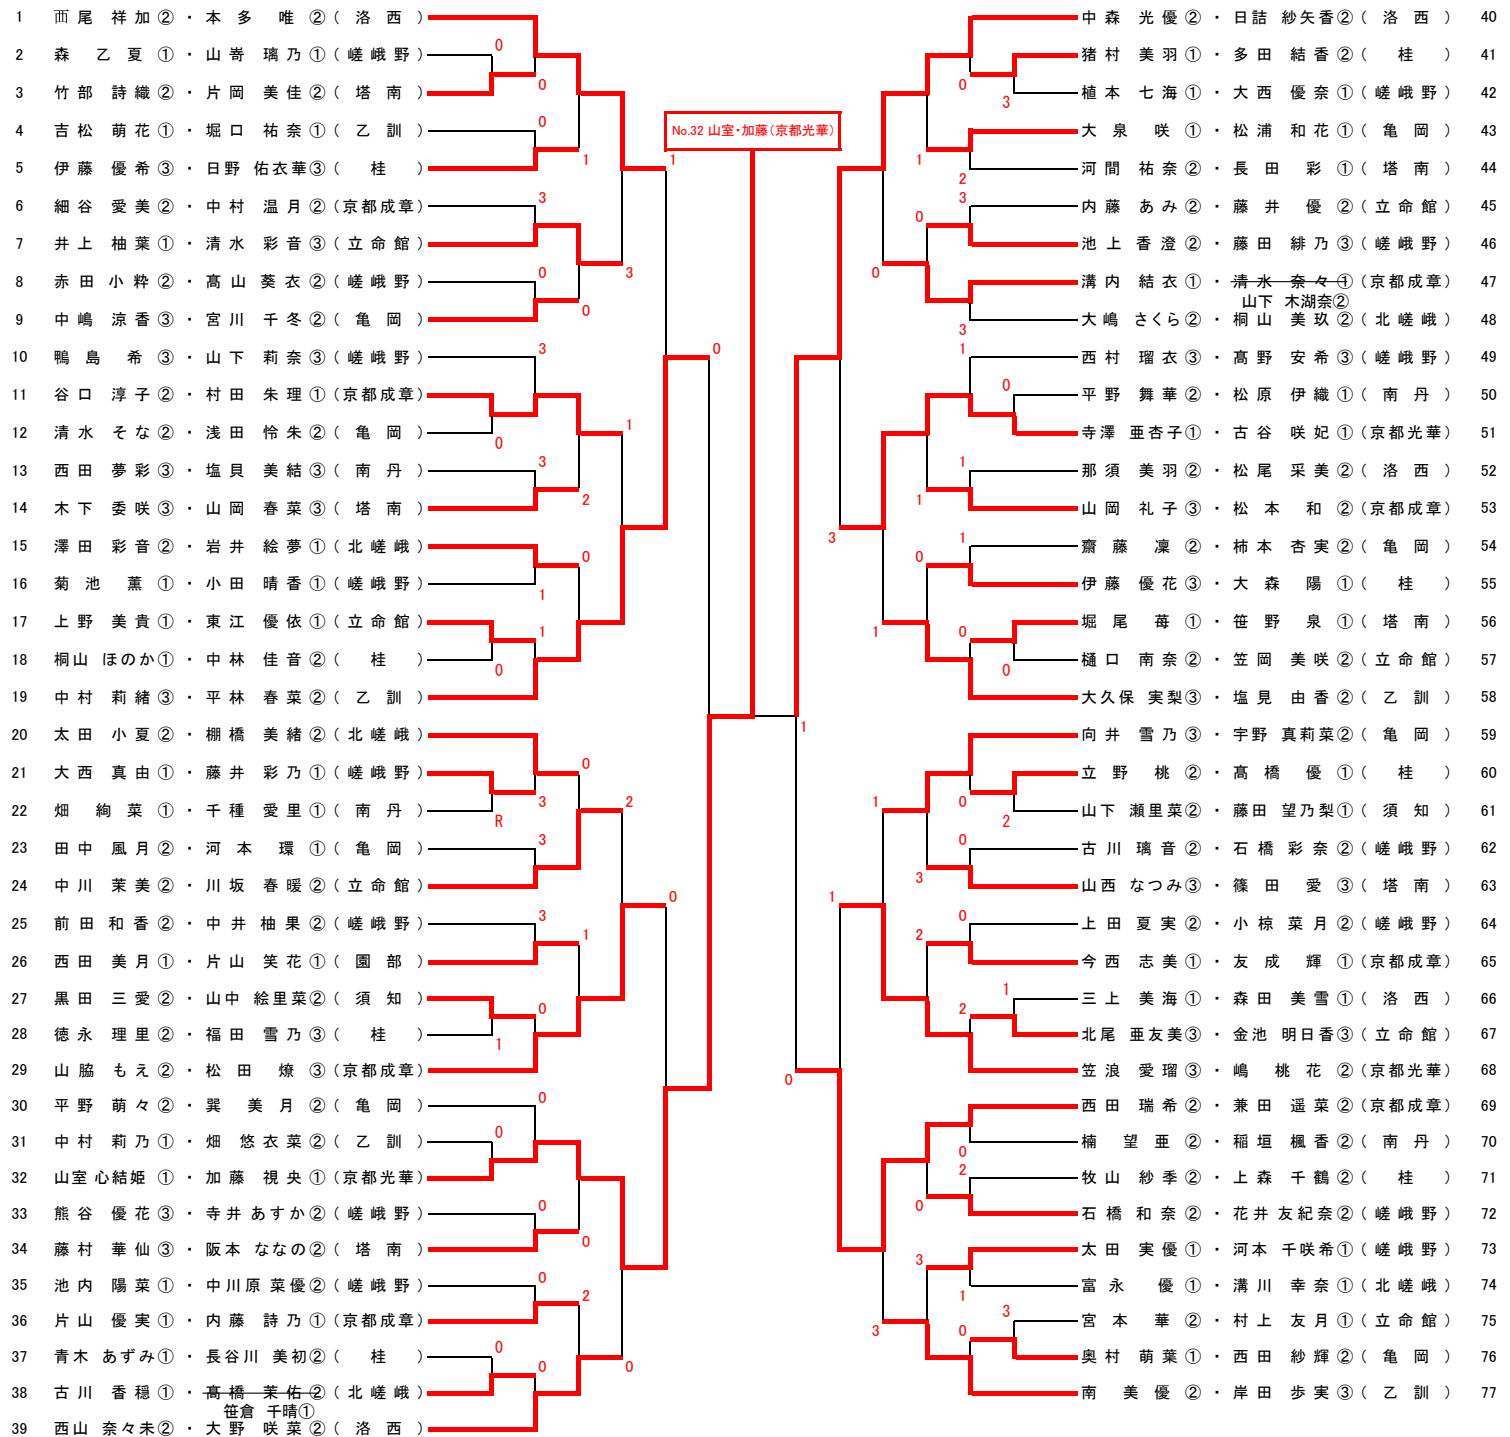 1 西尾 祥加② ・ 本多 唯② ( 洛西 )
2 森 乙夏① ・ 山嵜 璃乃① ( 嵯峨野 )
3 竹部 詩織② ・ 片岡 美佳② ( 塔南 )
4 吉松 萌花① ・ 堀口 祐奈① ( 乙訓 )
5 伊藤 優希③ ・ 日野 佑衣華③ ( 桂 )
6 細谷 愛美② ・ 中村 温月② (京都成章)
7 井上 柚葉① ・ 清水 彩音③ ( 立命館 )
8 赤田 小粋② ・ 髙山 葵衣② ( 嵯峨野 )
9 中嶋 涼香③ ・ 宮川 千冬② ( 亀岡 )
10 鴨島 希③ ・ 山下 莉奈③ ( 嵯峨野 )
11 谷口 淳子② ・ 村田 朱理① (京都成章)
12 清水 そな② ・ 浅田 怜朱② ( 亀岡 )
13 西田 夢彩③ ・ 塩貝 美結③ ( 南丹 )
14 木下 委咲③ ・ 山岡 春菜③ ( 塔南 )
15 澤田 彩音② ・ 岩井 絵夢① ( 北嵯峨 )
16 菊池 薫① ・ 小田 晴香① ( 嵯峨野 )
17 上野 美貴① ・ 東江 優依① ( 立命館 )
18 桐山 ほのか① ・ 中林 佳音② ( 桂 )
19 中村 莉緒③ ・ 平林 春菜② ( 乙訓 )
20 太田 小夏② ・ 棚橋 美緒② ( 北嵯峨 )
21 大西 真由① ・ 藤井 彩乃① ( 嵯峨野 )
22 畑 絢菜① ・ 千種 愛里① ( 南丹 )
23 田中 風月② ・ 河本 環① ( 亀岡 )
24 中川 茉美② ・ 川坂 春暖② ( 立命館 )
25 前田 和香② ・ 中井 柚果② ( 嵯峨野 )
26 西田 美月① ・ 片山 笑花① ( 園部 )
27 黒田 三愛② ・ 山中 絵里菜② ( 須知 )
28 徳永 理里② ・ 福田 雪乃③ ( 桂 )
29 山脇 もえ② ・ 松田 燎③ (京都成章)
30 平野 萌々② ・ 巽 美月② ( 亀岡 )
31 中村 莉乃① ・ 畑 悠衣菜② ( 乙訓 )
32 山室 心結姫① ・ 加藤 視央① (京都光華)
33 熊谷 優花③ ・ 寺井 あすか② ( 嵯峨野 )
34 藤村 華仙③ ・ 阪本 ななの② ( 塔南 )
35 池内 陽菜① ・ 中川原 菜優② ( 嵯峨野 )
36 片山 優実① ・ 内藤 詩乃① (京都成章)
37 青木 あずみ① ・ 長谷川 美初② ( 桂 )
38 古川 香穏① ・ 髙橋 茉佑② ( 北嵯峨 )
笹倉 千晴①
39 西山 奈々未② ・ 大野 咲菜② ( 洛西 )
No.32 山室・加藤(京都光華)
中森 光優② ・ 日詰 紗矢香② ( 洛西 ) 40
猪村 美羽① ・ 多田 結香② ( 桂 ) 41
植本 七海① ・ 大西 優奈① ( 嵯峨野 ) 42
大泉 咲① ・ 松浦 和花① ( 亀岡 ) 43
河間 祐奈② ・ 長田 彩① ( 塔南 ) 44
内藤 あみ② ・ 藤井 優② ( 立命館 ) 45
池上 香澄② ・ 藤田 緋乃③ ( 嵯峨野 ) 46
溝内 結衣① ・ 清水 奈々① (京都成章) 47
山下 木湖奈②
大嶋 さくら② ・ 桐山 美玖② ( 北嵯峨 ) 48
西村 瑠衣③ ・ 髙野 安希③ ( 嵯峨野 ) 49
平野 舞華② ・ 松原 伊織① ( 南丹 ) 50
寺澤 亜杏子① ・ 古谷 咲妃① (京都光華) 51
那須 美羽② ・ 松尾 采美② ( 洛西 ) 52
山岡 礼子③ ・ 松本 和② (京都成章) 53
齋藤 凜② ・ 柿本 杏実② ( 亀岡 ) 54
伊藤 優花③ ・ 大森 陽① ( 桂 ) 55
堀尾 苺① ・ 笹野 泉① ( 塔南 ) 56
樋口 南奈② ・ 笠岡 美咲② ( 立命館 ) 57
大久保 実梨③ ・ 塩見 由香② ( 乙訓 ) 58
向井 雪乃③ ・ 宇野 真莉菜② ( 亀岡 ) 59
立野 桃② ・ 髙橋 優① ( 桂 ) 60
山下 瀬里菜② ・ 藤田 望乃梨① ( 須知 ) 61
古川 璃音② ・ 石橋 彩奈② ( 嵯峨野 ) 62
山西 なつみ③ ・ 篠田 愛③ ( 塔南 ) 63
上田 夏実② ・ 小椋 菜月② ( 嵯峨野 ) 64
今西 志美① ・ 友成 輝① (京都成章) 65
三上 美海① ・ 森田 美雪① ( 洛西 ) 66
北尾 亜友美③ ・ 金池 明日香③ ( 立命館 ) 67
笠浪 愛瑠③ ・ 嶋 桃花② (京都光華) 68
西田 瑞希② ・ 兼田 遥菜② (京都成章) 69
楠 望亜② ・ 稲垣 楓香② ( 南丹 ) 70
牧山 紗季② ・ 上森 千鶴② ( 桂 ) 71
石橋 和奈② ・ 花井 友紀奈② ( 嵯峨野 ) 72
太田 実優① ・ 河本 千咲希① ( 嵯峨野 ) 73
富永 優① ・ 溝川 幸奈① ( 北嵯峨 ) 74
宮本 華② ・ 村上 友月① ( 立命館 ) 75
奥村 萌葉① ・ 西田 紗輝② ( 亀岡 ) 76
南 美優② ・ 岸田 歩実③ ( 乙訓 ) 77